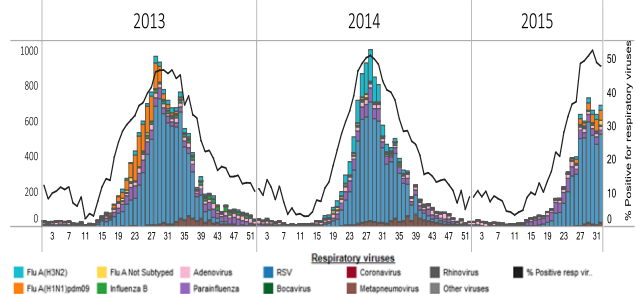 2013 2014 2015
1000
800
600
400
200
0
50
40
30
20
10
0
% Positive for respiratory viruses
3 7 11 15 19 23 27 31 35 39 43 47 51 3 7 11 15 19 23 27 31 35 39 43 47 51 3 7 11 15 19 23 27 31
Respiratory viruses
Flu A(H3N2) Flu A Not Subtyped Adenovirus RSV Coronavirus Rhinovirus % Positive resp vir..
Flu A(H1N1)pdm09 Influenza B Parainfluenza Bocavirus Metapneumovirus Other viruses